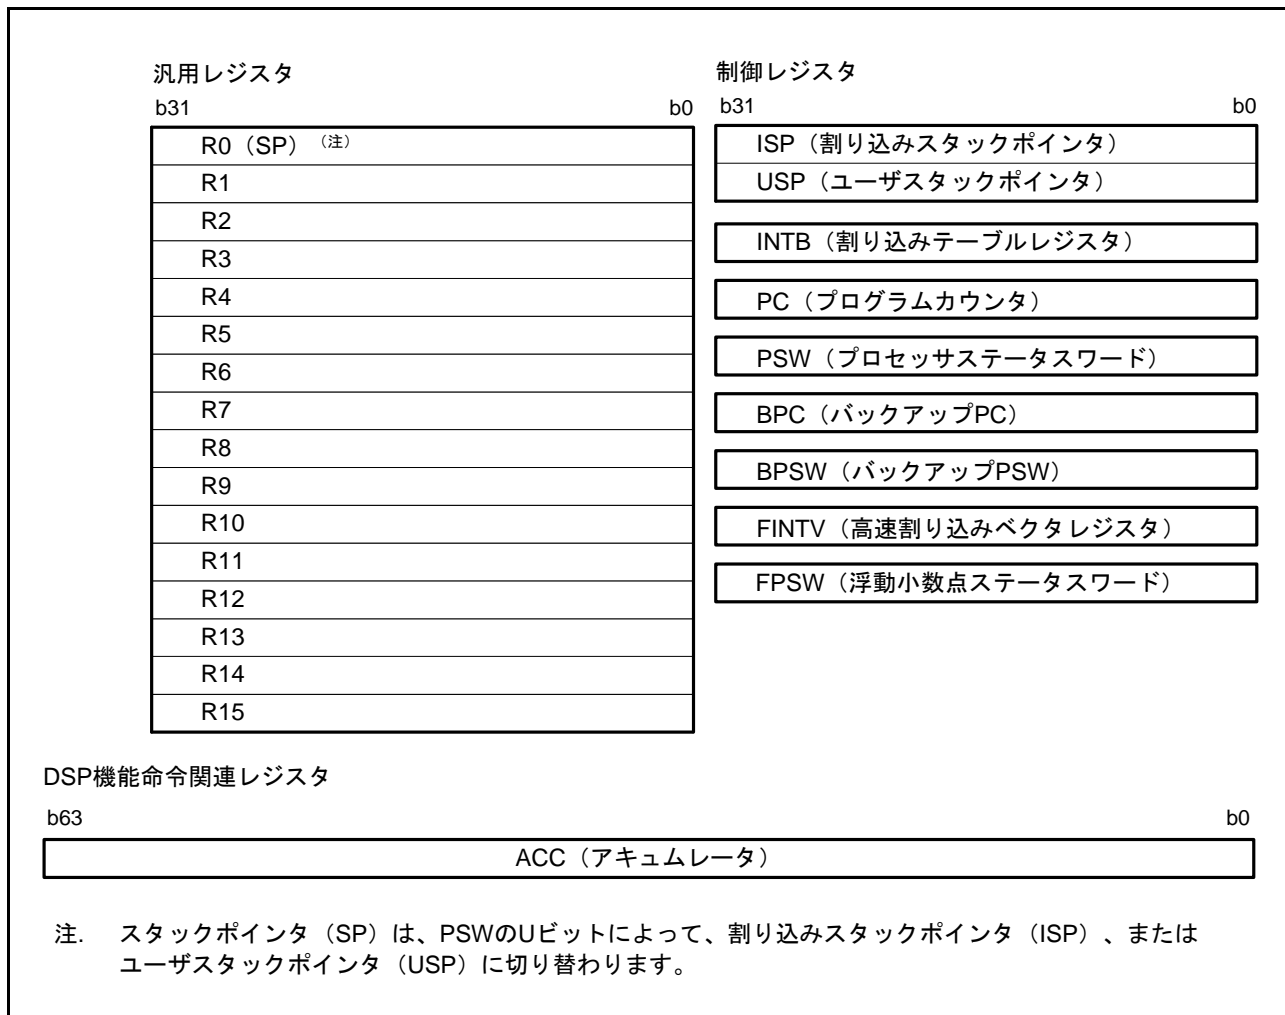 汎用レジスタ
b31 b0
R0（SP）（注）
R1
R2
R3
R4
R5
R6
R7
R8
R9
R10
R11
R12
R13
R14
R15
制御レジスタ
b31 b0
ISP（割り込みスタックポインタ）
USP（ユーザスタックポインタ）
INTB（割り込みテーブルレジスタ）
PC（プログラムカウンタ）
PSW（プロセッサステータスワード）
BPC（バックアップPC）
BPSW（バックアップPSW）
FINTV（高速割り込みベクタレジスタ）
FPSW（浮動小数点ステータスワード）
DSP機能命令関連レジスタ
b63 b0
ACC（アキュムレータ）
注. スタックポインタ（SP）は、PSWのUビットによって、割り込みスタックポインタ（ISP）、または
ユーザスタックポインタ（USP）に切り替わります。